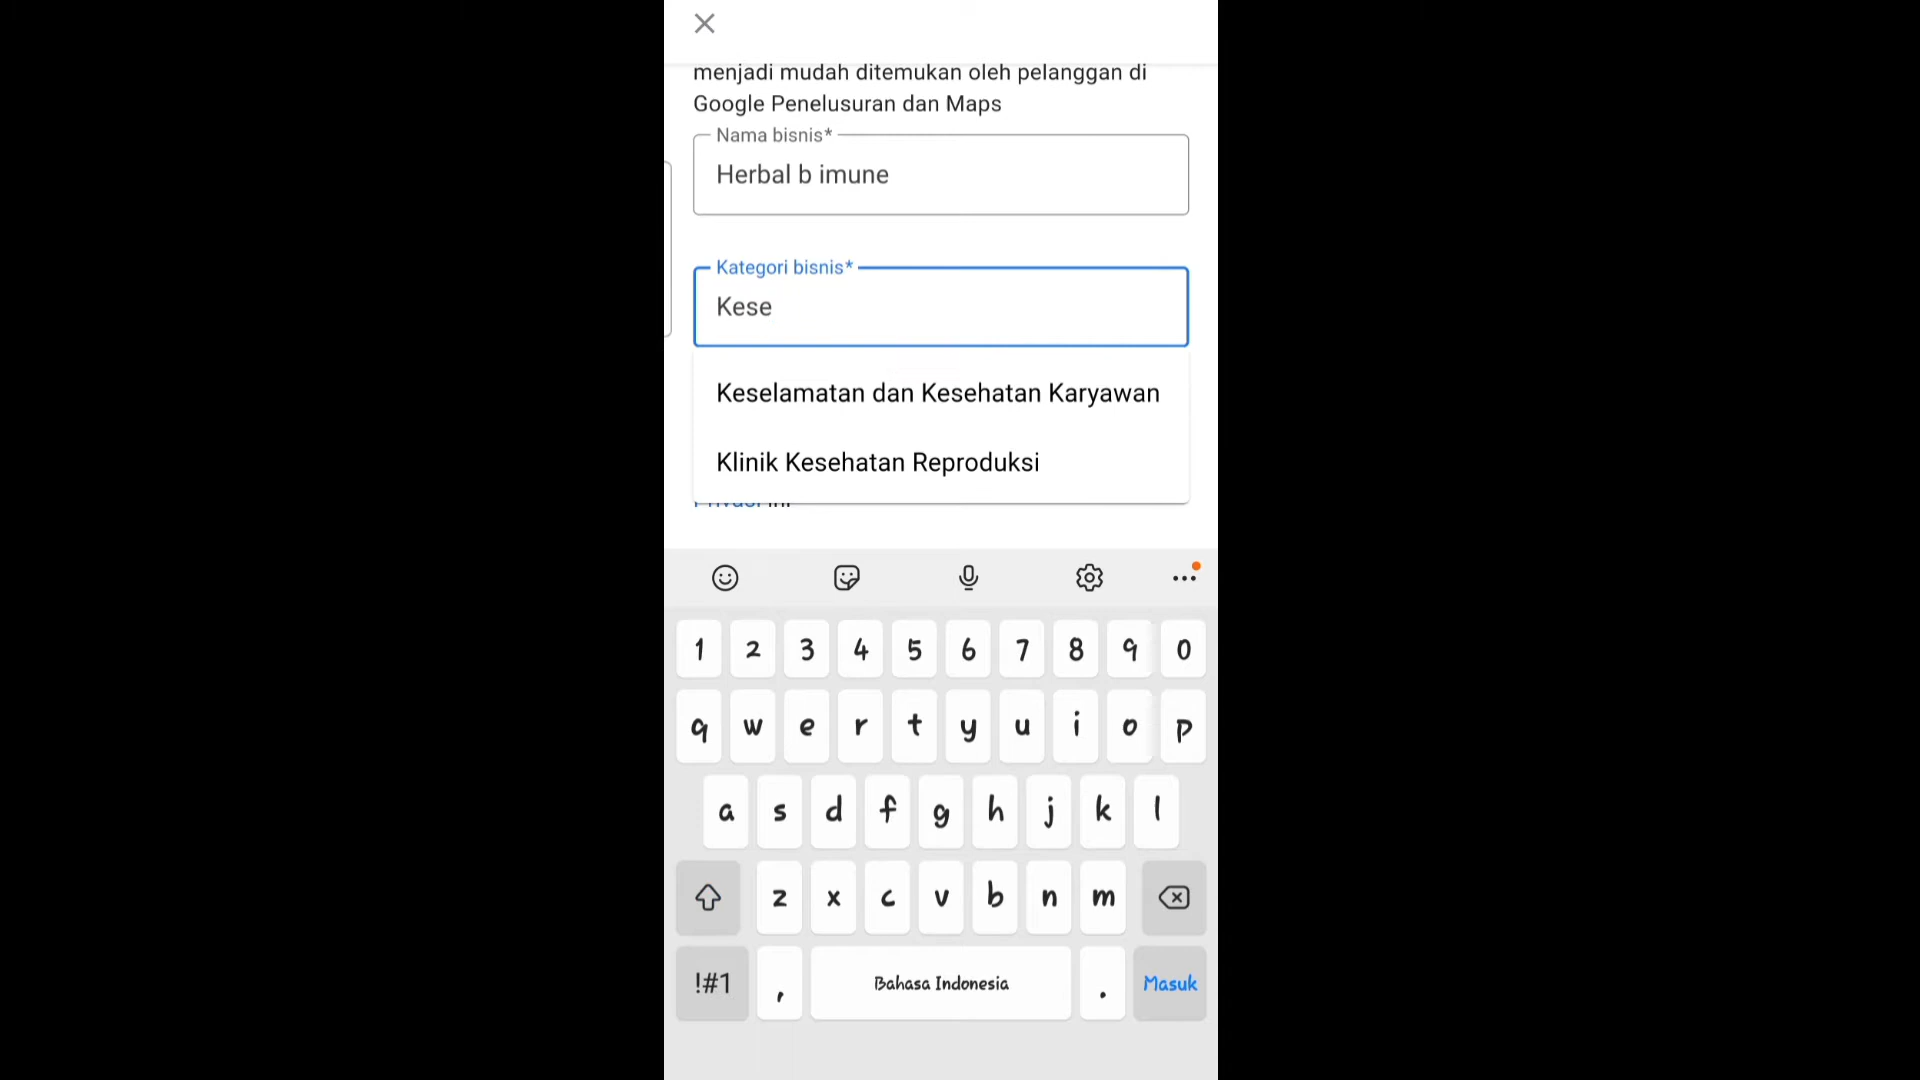 menjadi mudah ditemukan oleh pelanggan di
Google Penelusuran dan Maps
Nama bisnis*
Herbal b imune
Kategori bisnis*
Kese
Keselamatan dan Kesehatan Karyawan
Klinik Kesehatan Reproduksi
Privasi ini
1 2 3 4 5 6 7 8 9 0
q w e r t y u i o p
a s d f g h j k l
z x c v b n m
!#1 , Bahasa Indonesia . Masuk